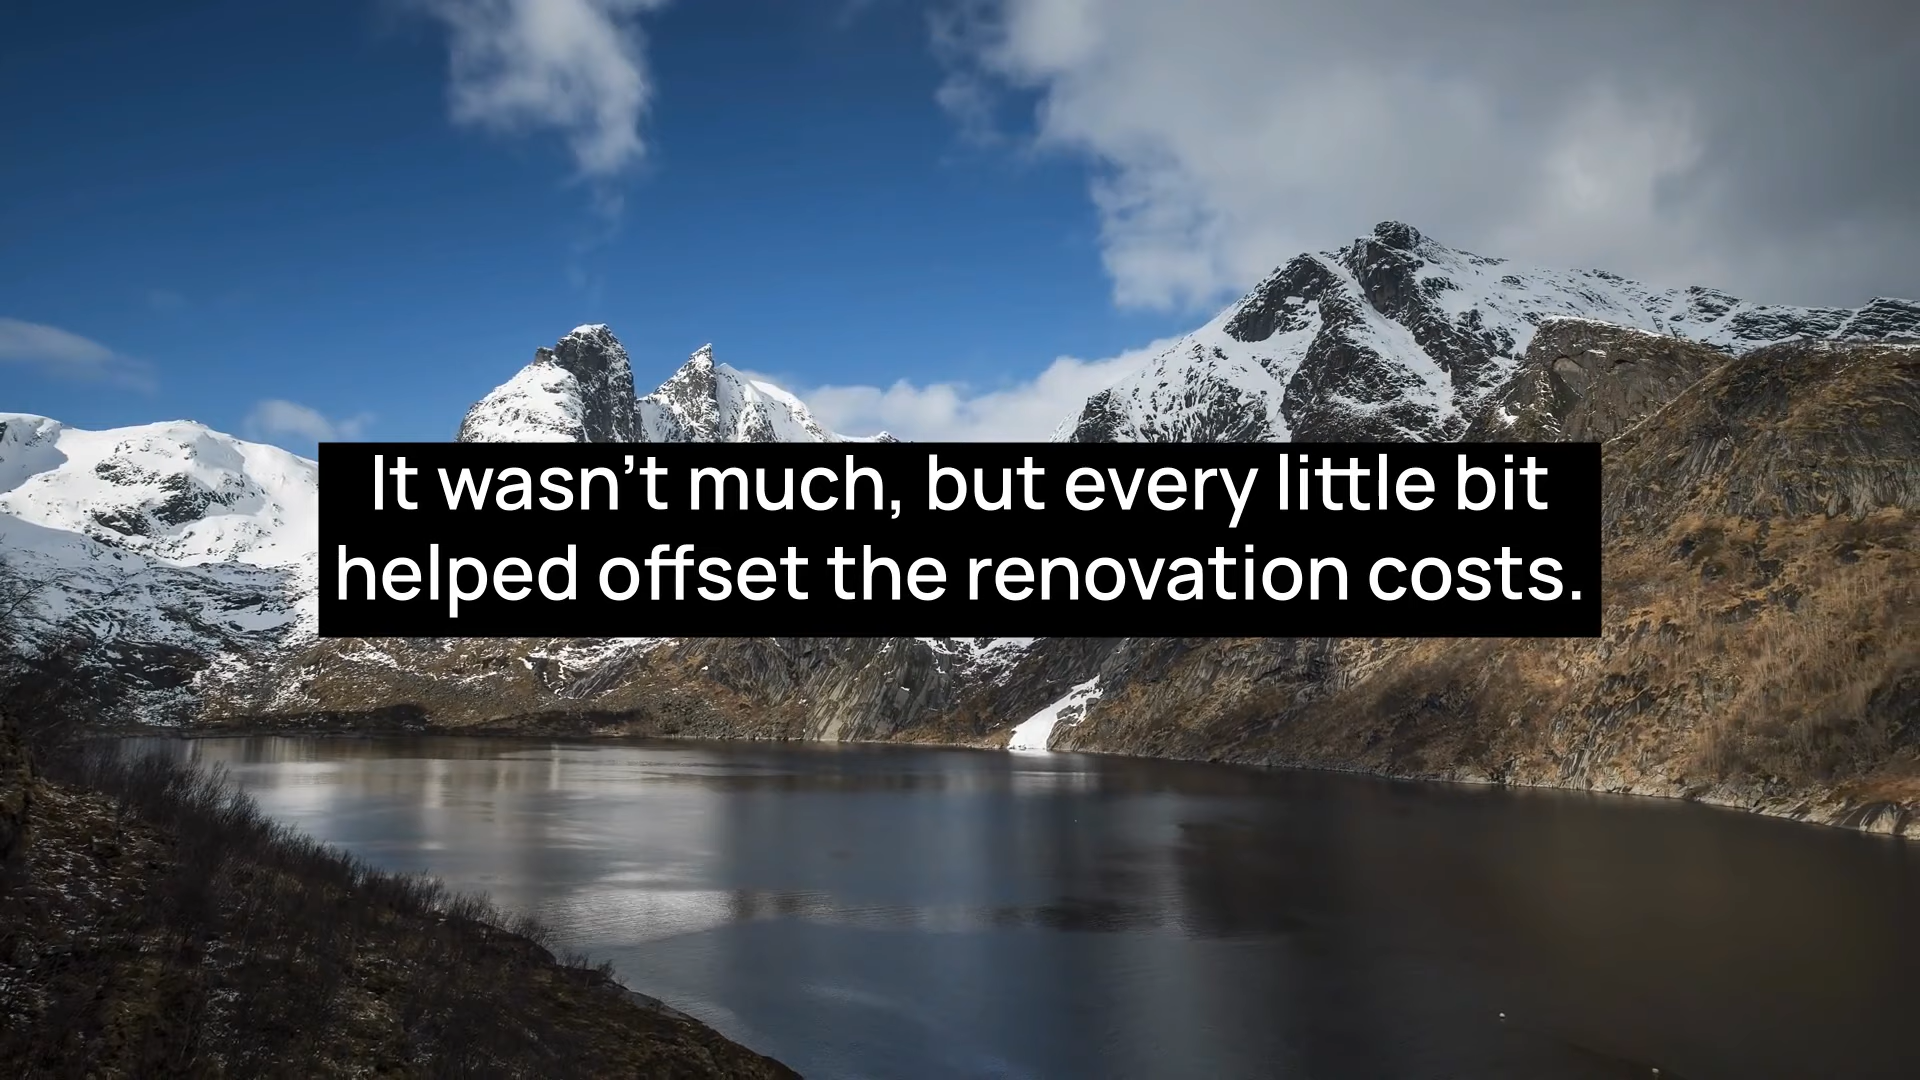 It wasn’t much, but every little bit
helped offset the renovation costs.